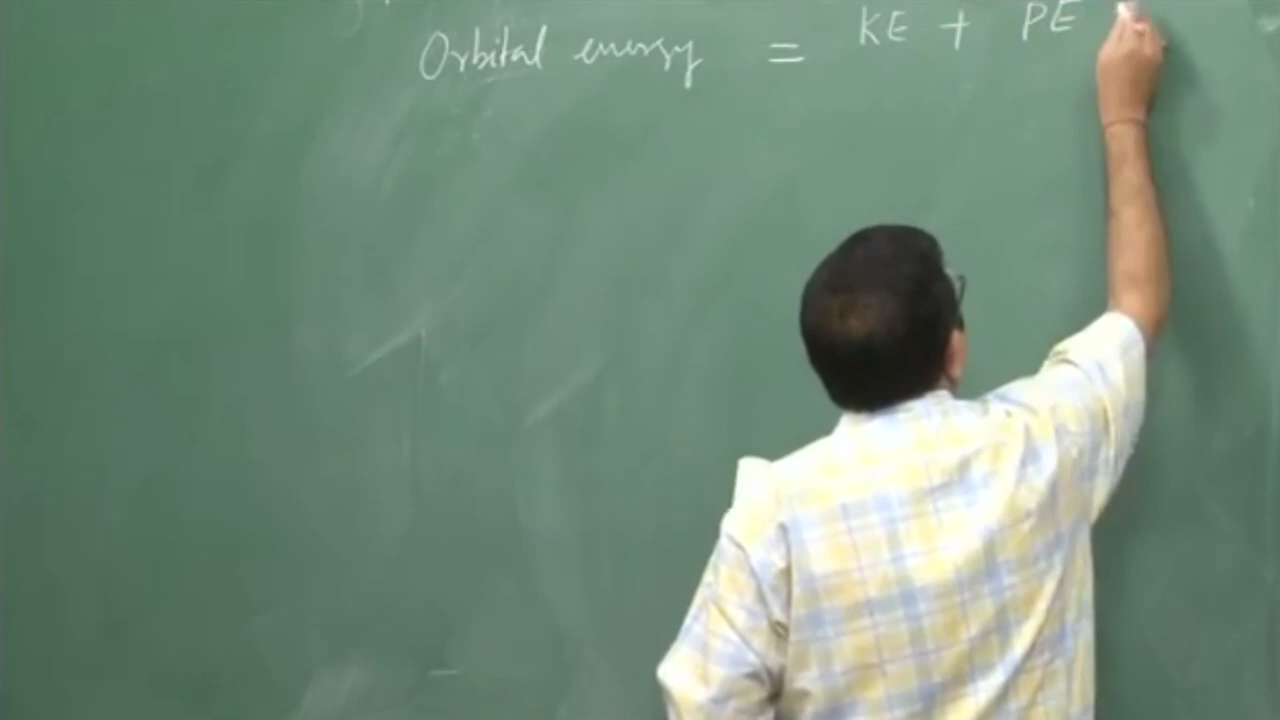 Orbital energy = KE + PE